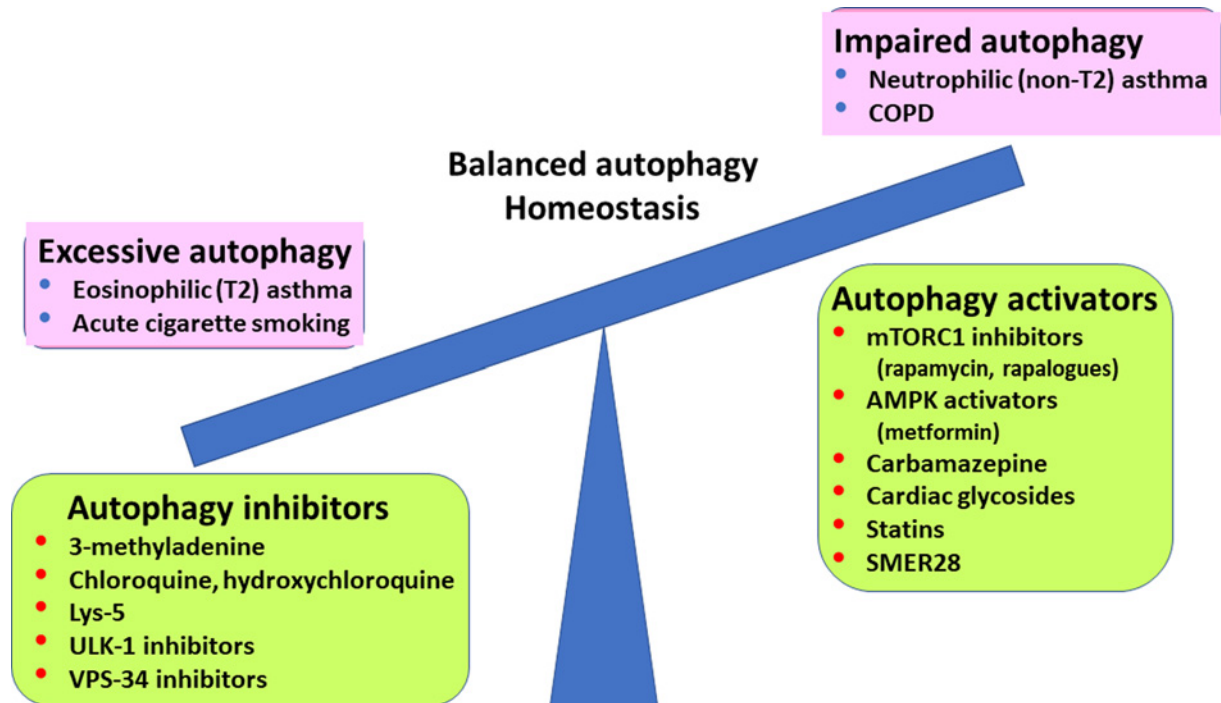 Impaired autophagy
• Neutrophilic (non-T2) asthma
• COPD
Balanced autophagy
Homeostasis
Excessive autophagy
• Eosinophilic (T2) asthma
• Acute cigarette smoking
Autophagy activators
• mTORC1 inhibitors
(rapamycin, rapalogues)
• AMPK activators
(metformin)
• Carbamazepine
• Cardiac glycosides
• Statins
• SMER28
Autophagy inhibitors
• 3-methyladenine
• Chloroquine, hydroxychloroquine
• Lys-5
• ULK-1 inhibitors
• VPS-34 inhibitors